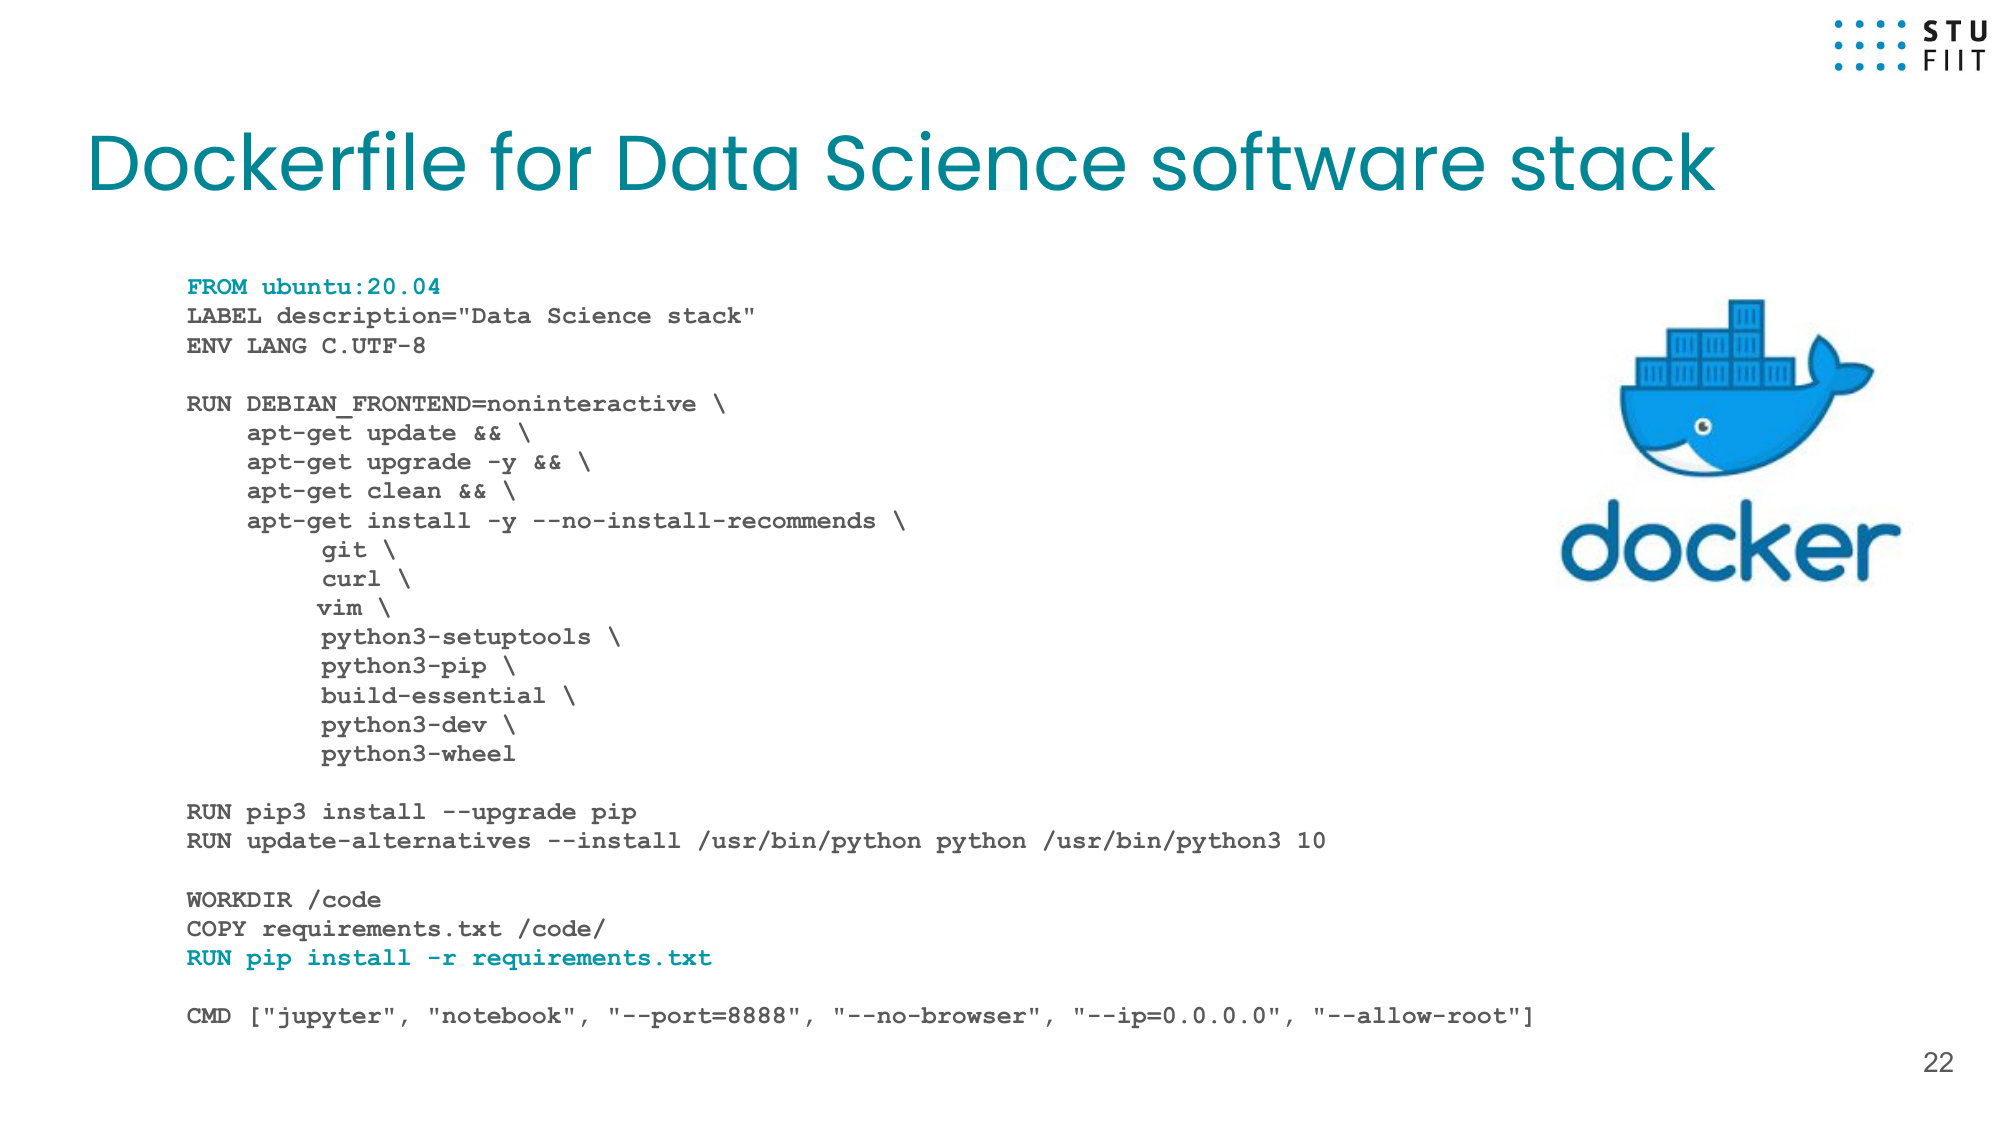 STU
FIIT
Dockerfile for Data Science software stack
FROM ubuntu:20.04
LABEL description="Data Science stack"
ENV LANG C.UTF-8
RUN DEBIAN_FRONTEND=noninteractive \
apt-get update && \
apt-get upgrade -y && \
apt-get clean && \
apt-get install -y --no-install-recommends \
git \
curl \
vim \
python3-setuptools \
python3-pip \
build-essential \
python3-dev \
python3-wheel
RUN pip3 install --upgrade pip
RUN update-alternatives --install /usr/bin/python python /usr/bin/python3 10
WORKDIR /code
COPY requirements.txt /code/
RUN pip install -r requirements.txt
CMD ["jupyter", "notebook", "--port=8888", "--no-browser", "--ip=0.0.0.0", "--allow-root"]
docker
22